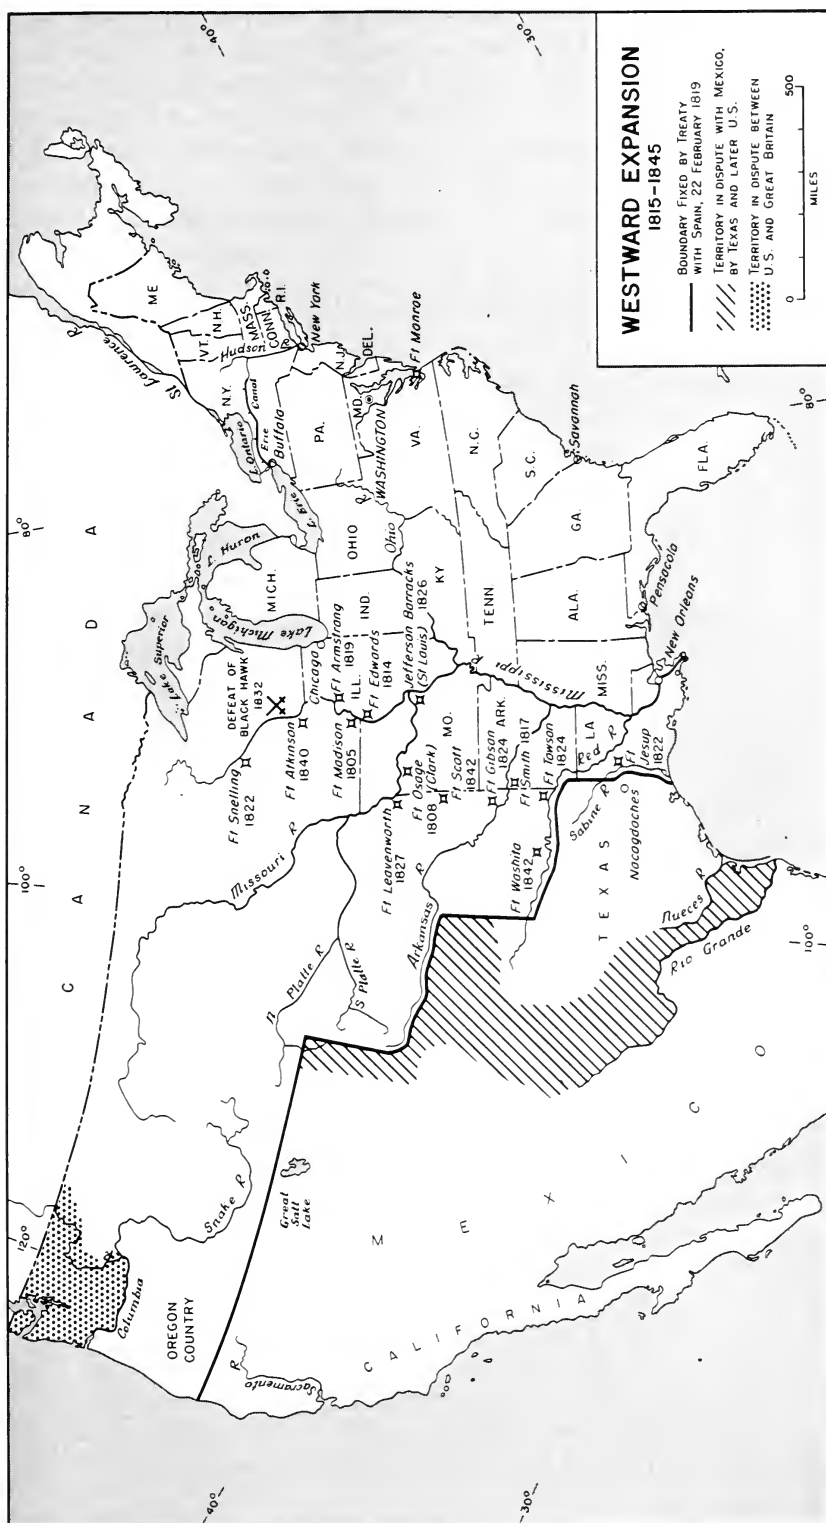 WESTWARD EXPANSION
1815-1845
BOUNDARY FIXED BY TREATY
WITH SPAIN, 22 FEBRUARY 1819
TERRITORY IN DISPUTE WITH MEXICO,
BY TEXAS AND LATER U.S.
TERRITORY IN DISPUTE BETWEEN
U.S. AND GREAT BRITAIN
0
500
MILES
120°
100°
80°
CANADA
Columbia
OREGON
COUNTRY
Snake R
Missouri R
Lake Superior
Lake Michigan
Huron
L. Erie
L. Ontario
Erie Canal
St Lawrence R
Hudson R
ME
VT.
N.H.
MASS.
CONN.
R.I.
N.Y.
Buffalo
New York
PA.
N.J.
DEL.
MD.
WASHINGTON
Ft Monroe
MICH.
OHIO
IND.
ILL.
Ohio R
VA.
KY
N.C.
TENN
S.C.
GA.
ALA.
MISS.
FLA.
Savannah
Pensacola
New Orleans
Chicago
DEFEAT OF
BLACK HAWK
1832
Ft Snelling
1822
Ft Atkinson
1840
Ft Armstrong
1819
Ft Madison
1805
Ft Edwards
1814
Jefferson Barracks
(St Louis) 1826
Ft Leavenworth
1827
Ft Osage
1808 (Clark)
Ft Scott
1842
MO.
Ft Gibson
1824
ARK.
Ft Smith 1817
Ft Towson
1824
Ft Washita
1842
LA
Ft
Jesup
1822
Mississippi R
Red R
Sabine R
Nacogdoches
TEXAS
Nueces R
Rio Grande
Arkansas R
N Platte R
S Platte R
Great
Salt
Lake
Sacramento R
CALIFORNIA
MEXICO
40°
30°
40°
30°
100°
80°